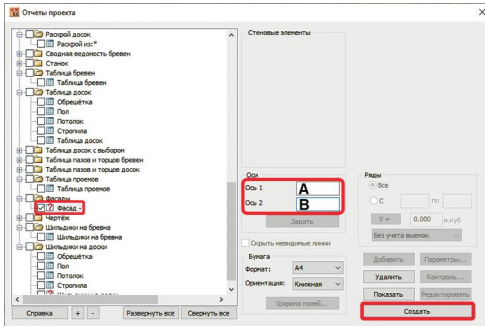 Отчеты проекта
Раскрой досок
Раскрой из:*
Сводная ведомость бревен
Станок
Таблица бревен
Таблица бревен
Таблица досок
Обрешётка
Пол
Потолок
Стропила
Таблица досок
Таблица досок с выбором
Таблица пазов и торцов бревен
Таблица пазов и торцов досок
Таблица проемов
Таблица проемов
Фасады
Фасад -
Чертёж
Шильдики на бревна
Шильдики на бревна
Шильдики на доски
Обрешётка
Пол
Потолок
Стропила
Справка
+
-
Развернуть все
Свернуть все
Стеновые элементы
Оси
Ось 1
A
Ось 2
B
Задать
Скрыть невидимые линии
Бумага
Формат:
A4
Ориентация:
Книжная
Ширина полей...
Ряды
Все
С
по
V =
0.000
м.куб
Без учета выемок
Добавить
Параметры...
Удалить
Контроль...
Показать
Редактировать
Создать